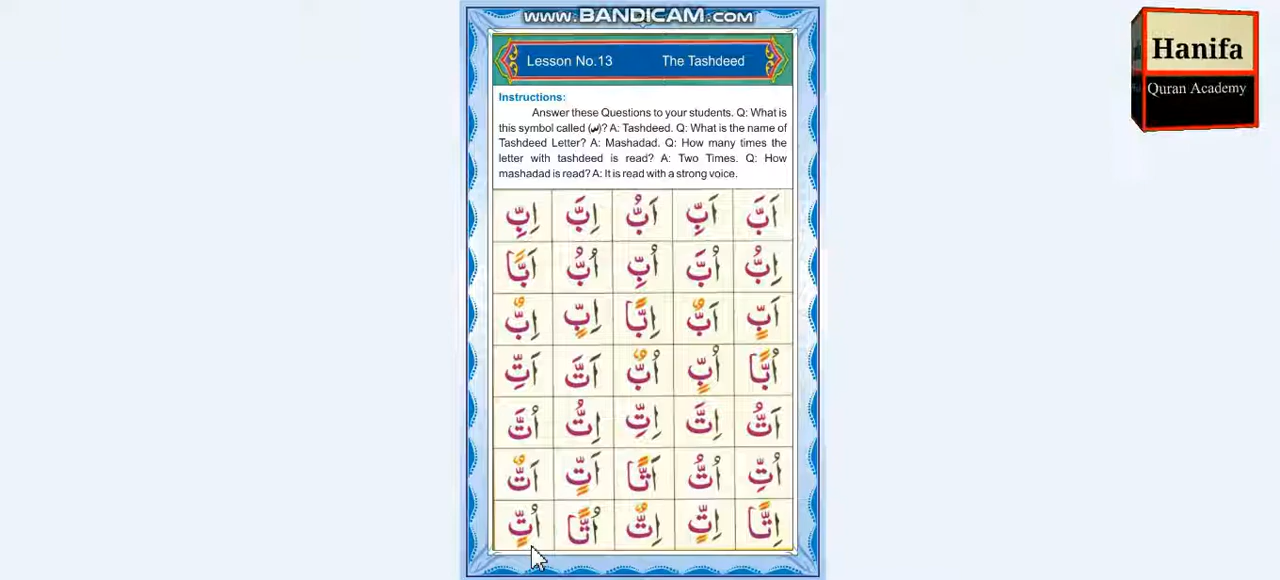 WWW.BANDICAM.COM
Hanifa
Quran Academy
Lesson No.13 The Tashdeed
Instructions:
Answer these Questions to your students. Q: What is
this symbol called (ّ)? A: Tashdeed. Q: What is the name of
Tashdeed Letter? A: Mashadad. Q: How many times the
letter with tashdeed is read? A: Two Times. Q: How
mashadad is read? A: It is read with a strong voice.
اَبَّ اَبِّ اَبُّ اِبَّ اِبِّ
اِبُّ اُبَّ اُبِّ اُبُّ اَبًّا
اَبٍّ اَبٌّ اِبًّا اِبٍّ اِبٌّ
اُبًّا اُبٍّ اُبٌّ اَتَّ اَتِّ
اَتُّ اِتَّ اِتِّ اِتُّ اُتَّ
اُتِّ اُتُّ اَتًّا اَتٍّ اَتٌّ
اِتًّا اِتٍّ اِتٌّ اُتًّا اُتٍّ